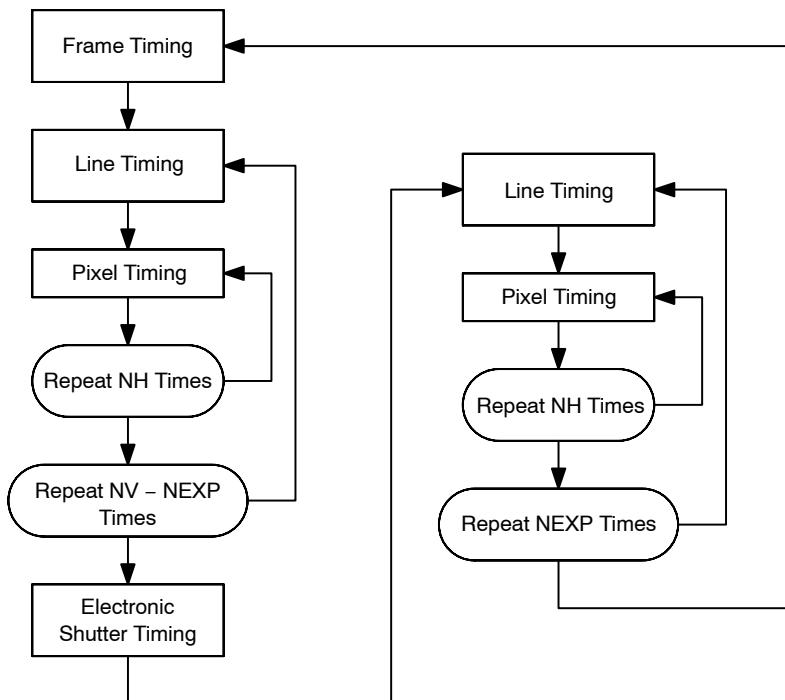 Frame Timing
Line Timing
Pixel Timing
Repeat NH Times
Repeat NV – NEXP
Times
Electronic
Shutter Timing
Line Timing
Pixel Timing
Repeat NH Times
Repeat NEXP Times